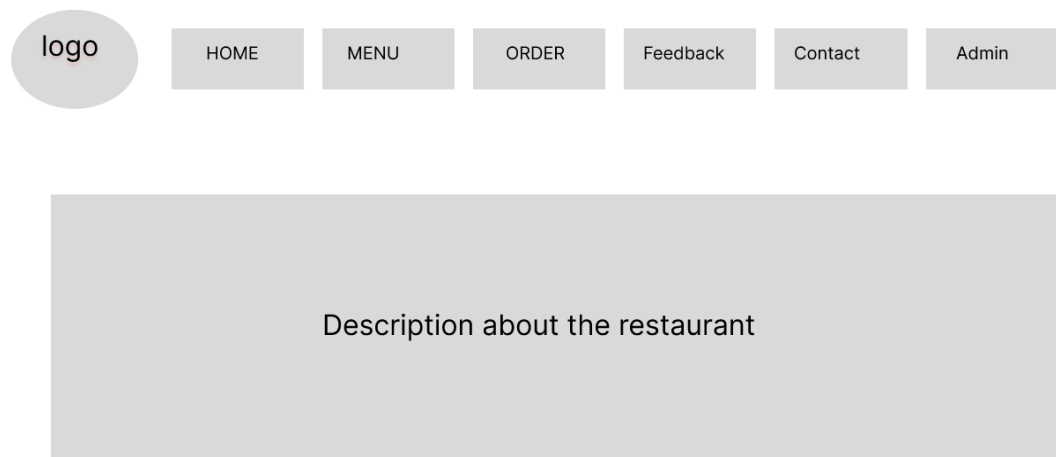 logo
HOME
MENU
ORDER
Feedback
Contact
Admin
Description about the restaurant